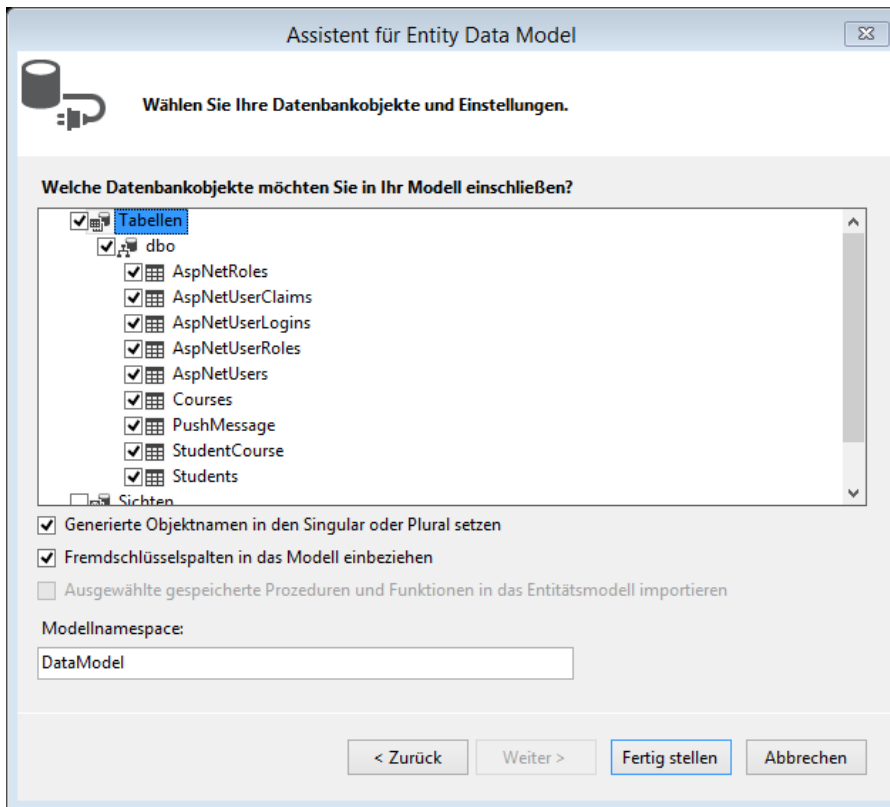 Assistent für Entity Data Model
Wählen Sie Ihre Datenbankobjekte und Einstellungen.
Welche Datenbankobjekte möchten Sie in Ihr Modell einschließen?
Tabellen
dbo
AspNetRoles
AspNetUserClaims
AspNetUserLogins
AspNetUserRoles
AspNetUsers
Courses
PushMessage
StudentCourse
Students
Sichten
Generierte Objektnamen in den Singular oder Plural setzen
Fremdschlüsselspalten in das Modell einbeziehen
Ausgewählte gespeicherte Prozeduren und Funktionen in das Entitätsmodell importieren
Modellnamespace:
DataModel
< Zurück Weiter > Fertig stellen Abbrechen